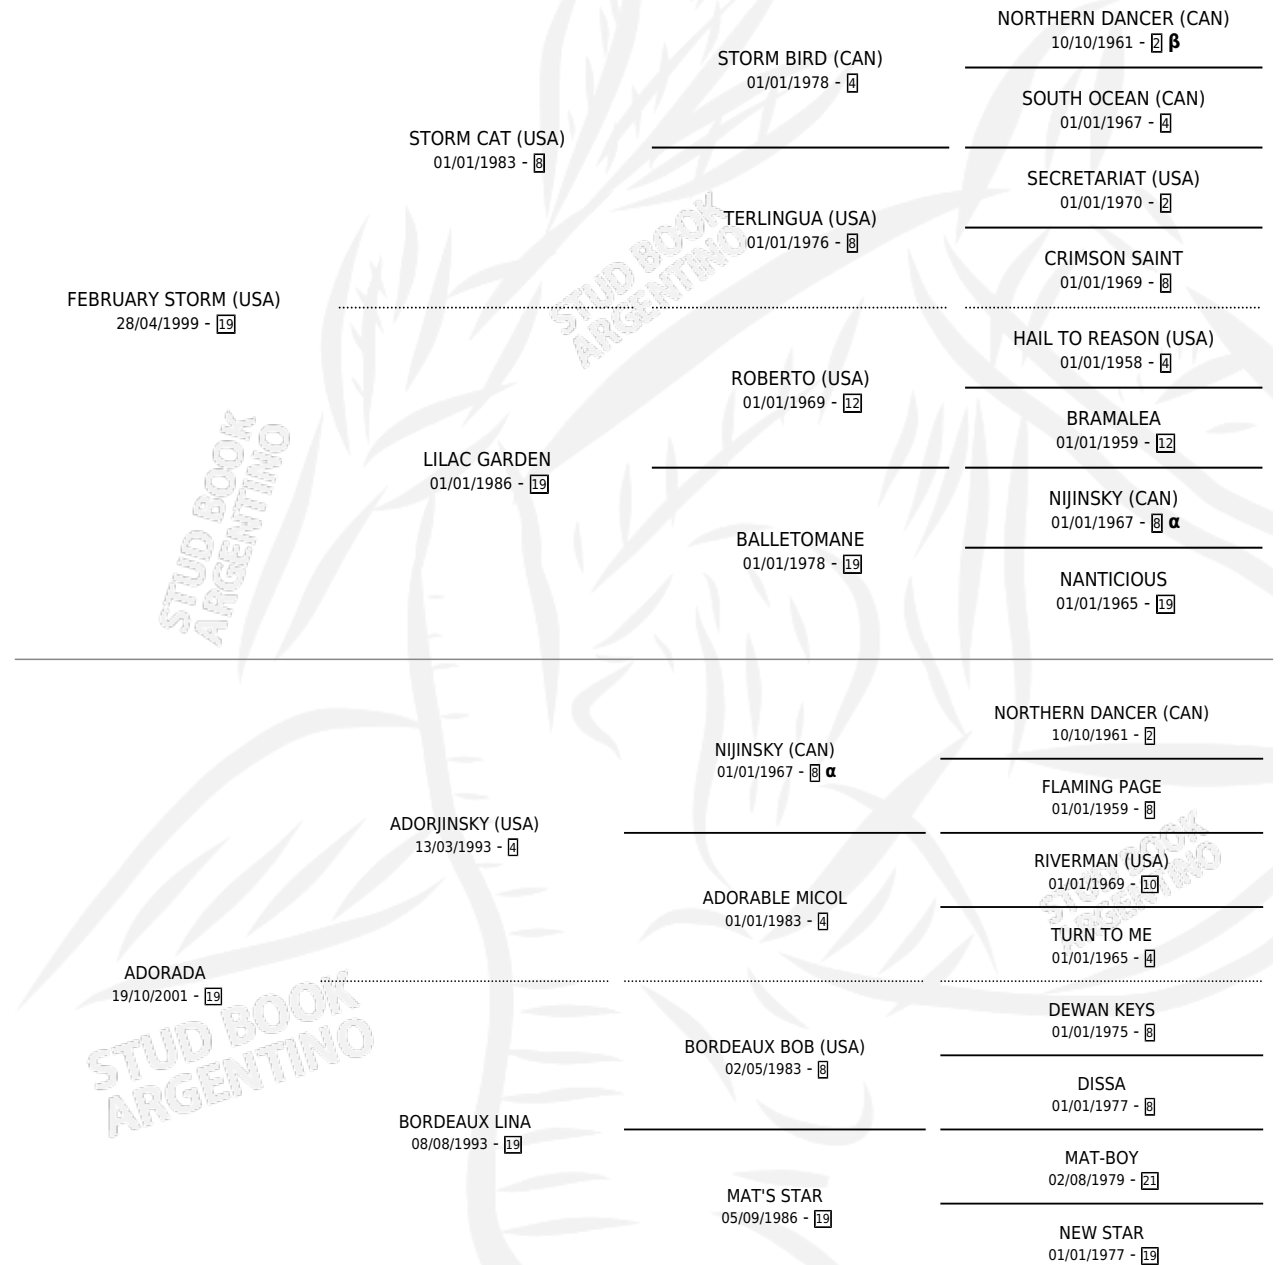 NORTHERN DANCER (CAN)
10/10/1961 - 2 β
STORM BIRD (CAN)
01/01/1978 - 4
SOUTH OCEAN (CAN)
01/01/1967 - 4
STORM CAT (USA)
01/01/1983 - 8
SECRETARIAT (USA)
01/01/1970 - 2
TERLINGUA (USA)
01/01/1976 - 8
CRIMSON SAINT
01/01/1969 - 8
STUD BOOK
ARGENTINO
FEBRUARY STORM (USA)
28/04/1999 - 19
HAIL TO REASON (USA)
01/01/1958 - 4
ROBERTO (USA)
01/01/1969 - 12
BRAMALEA
01/01/1959 - 12
LILAC GARDEN
01/01/1986 - 19
NIJINSKY (CAN)
01/01/1967 - 8 α
BALLETOMANE
01/01/1978 - 19
NANTICIOUS
01/01/1965 - 19
STUD BOOK
ARGENTINO
NORTHERN DANCER (CAN)
10/10/1961 - 2
NIJINSKY (CAN)
01/01/1967 - 8 α
FLAMING PAGE
01/01/1959 - 8
ADORJINSKY (USA)
13/03/1993 - 4
RIVERMAN (USA)
01/01/1969 - 10
ADORABLE MICOL
01/01/1983 - 4
TURN TO ME
01/01/1965 - 4
STUD BOOK
ARGENTINO
ADORADA
19/10/2001 - 19
DEWAN KEYS
01/01/1975 - 8
BORDEAUX BOB (USA)
02/05/1983 - 8
DISSA
01/01/1977 - 8
BORDEAUX LINA
08/08/1993 - 19
MAT-BOY
02/08/1979 - 21
MAT'S STAR
05/09/1986 - 19
NEW STAR
01/01/1977 - 19
STUD BOOK
ARGENTINO